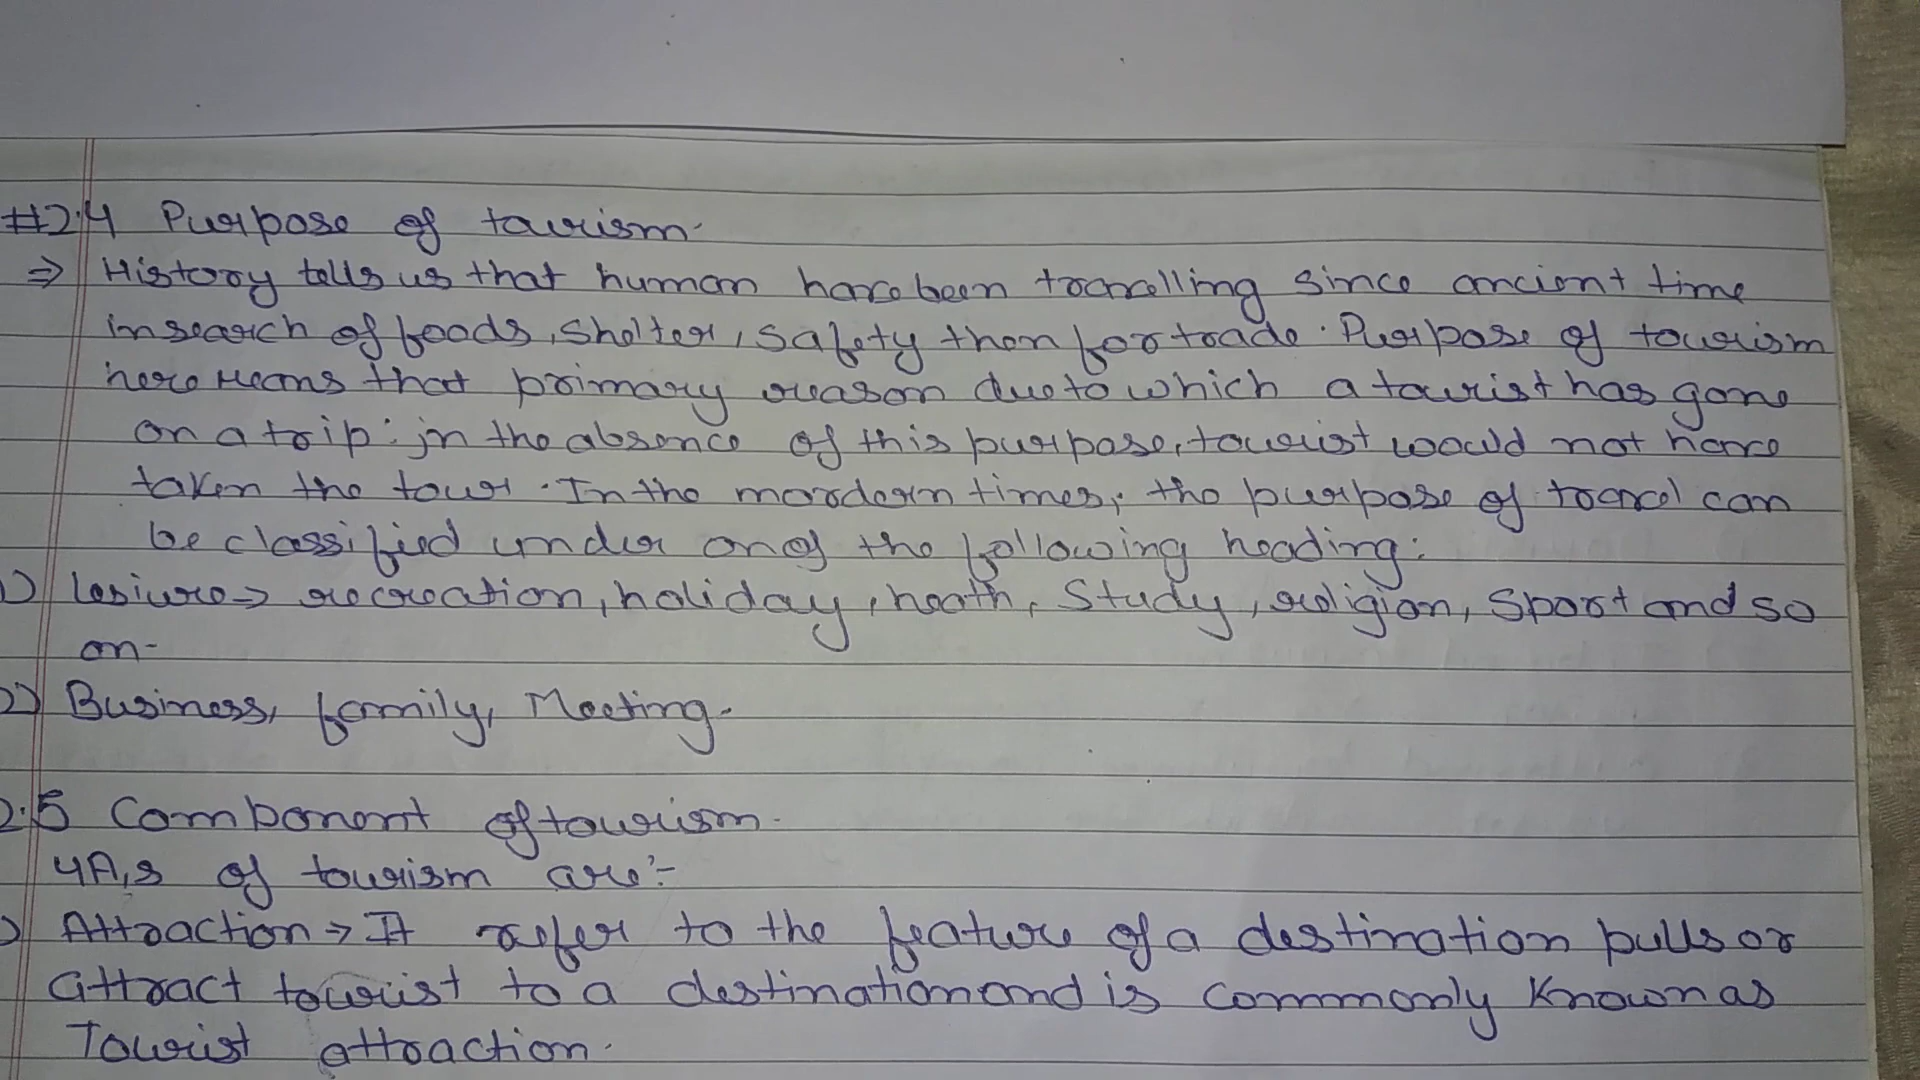 #2.4 Purpose of tourism.
⇒ History tells us that human have been travelling since ancient time
in search of foods, shelter, safety then for trade. Purpose of tourism
here means that primary reason due to which a tourist has gone
on a trip. in the absence of this purpose, tourist would not have
taken the tour. In the mordern times, the purpose of travel can
be classified under on of the following heading:
1) Lesiure → recreation, holiday, heath, Study, religion, Sport and so
on-
2) Business, family, Meeting.
2.5 Component of tourism.
4A,s of tourism are:-
) Attraction → It refer to the feature of a destination pulls or
attract tourist to a destination and is commonly Known as
Tourist attraction.